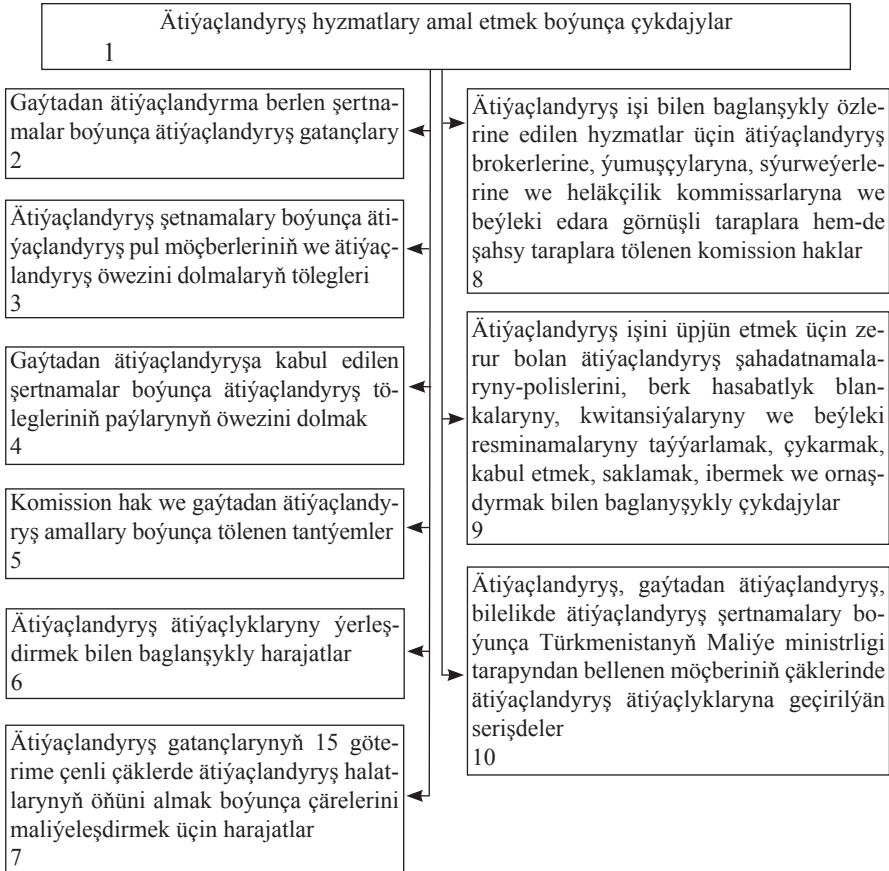 Ätiýaçlandyryş hyzmatlary amal etmek boýunça çykdajylar
1
Gaýtadan ätiýaçlandyrma berlen şertna-
malar boýunça ätiýaçlandyryş gatançlary
2
Ätiýaçlandyryş şetnamalary boýunça äti-
ýaçlandyryş pul möçberleriniň we ätiýaç-
landyryş öwezini dolmalaryň tölegleri
3
Gaýtadan ätiýaçlandyryşa kabul edilen
şertnamalar boýunça ätiýaçlandyryş tö-
legleriniň paýlarynyň öwezini dolmak
4
Komission hak we gaýtadan ätiýaçlandy-
ryş amallary boýunça tölenen tantýemler
5
Ätiýaçlandyryş ätiýaçlyklaryny ýerleş-
dirmek bilen baglanşykly harajatlar
6
Ätiýaçlandyryş gatançlarynyň 15 göte-
rime çenli çäklerde ätiýaçlandyryş halat-
larynyň öňüni almak boýunça çärelerini
maliýeleşdirmek üçin harajatlar
7
Ätiýaçlandyryş işi bilen baglanşykly özle-
rine edilen hyzmatlar üçin ätiýaçlandyryş
brokerlerine, ýumuşçylaryna, sýurweýerle-
rine we heläkçilik kommissarlaryna we
beýleki edara görnüşli taraplara hem-de
şahsy taraplara tölenen komission haklar
8
Ätiýaçlandyryş işini üpjün etmek üçin ze-
rur bolan ätiýaçlandyryş şahadatnamala-
ryny-polislerini, berk hasabatlyk blan-
kalaryny, kwitansiýalaryny we beýleki
resminamalaryny taýýarlamak, çykarmak,
kabul etmek, saklamak, ibermek we ornaş-
dyrmak bilen baglanyşykly çykdajylar
9
Ätiýaçlandyryş, gaýtadan ätiýaçlandyryş,
bilelikde ätiýaçlandyryş şertnamalary bo-
ýunça Türkmenistanyň Maliýe ministrligi
tarapyndan bellenen möçberiniň çäklerinde
ätiýaçlandyryş ätiýaçlyklaryna geçirilýän
serişdeler
10